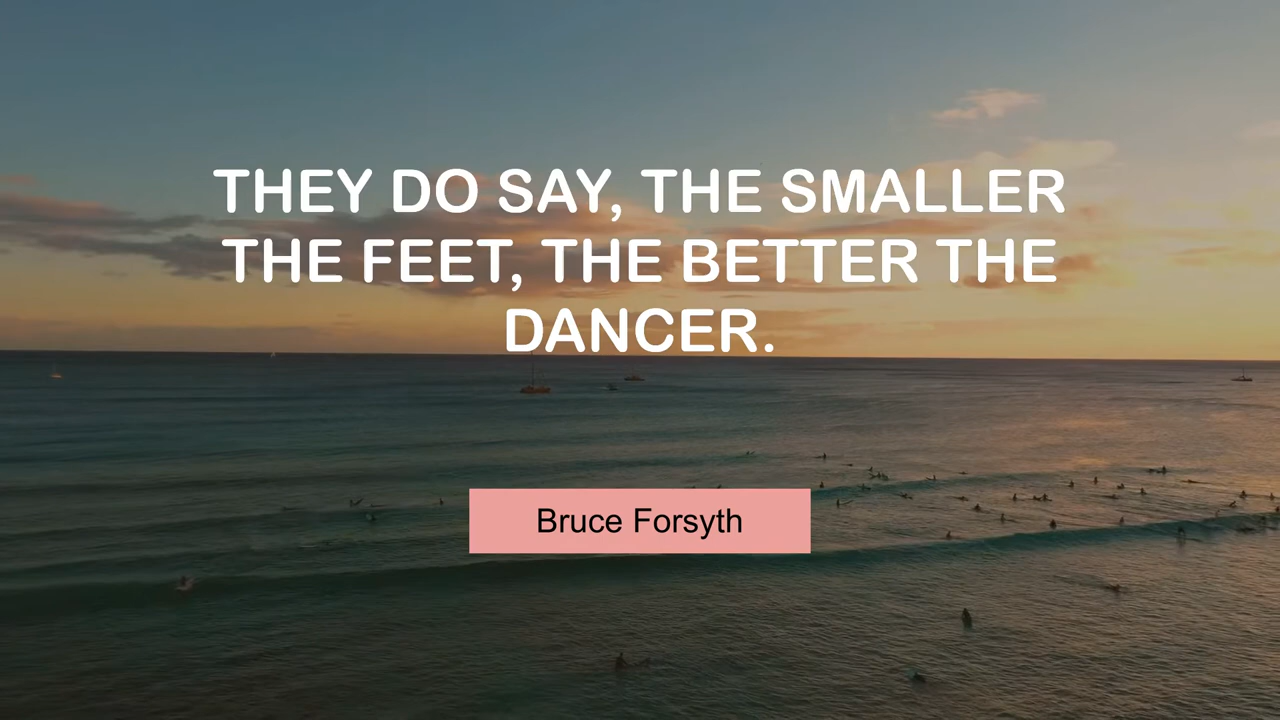 THEY DO SAY, THE SMALLER
THE FEET, THE BETTER THE
DANCER.
Bruce Forsyth